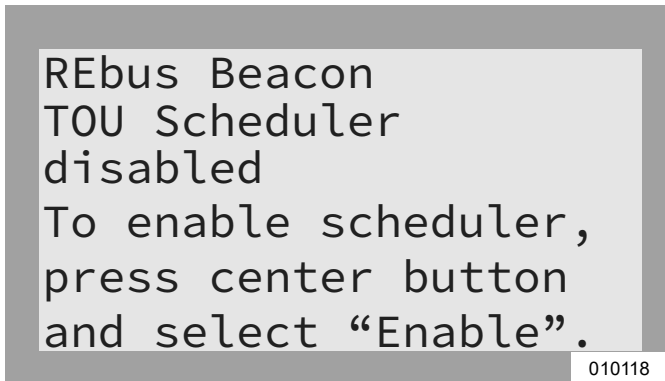 REbus Beacon
TOU Scheduler
disabled
To enable scheduler,
press center button
and select “Enable”.
010118